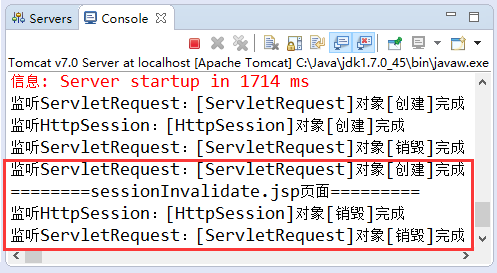 Servers Console
Tomcat v7.0 Server at localhost [Apache Tomcat] C:\Java\jdk1.7.0_45\bin\javaw.exe
信息: Server startup in 1714 ms
监听ServletRequest：[ServletRequest]对象[创建]完成
监听HttpSession：[HttpSession]对象[创建]完成
监听ServletRequest：[ServletRequest]对象[销毁]完成
监听ServletRequest：[ServletRequest]对象[创建]完成
========sessionInvalidate.jsp页面=========
监听HttpSession：[HttpSession]对象[销毁]完成
监听ServletRequest：[ServletRequest]对象[销毁]完成